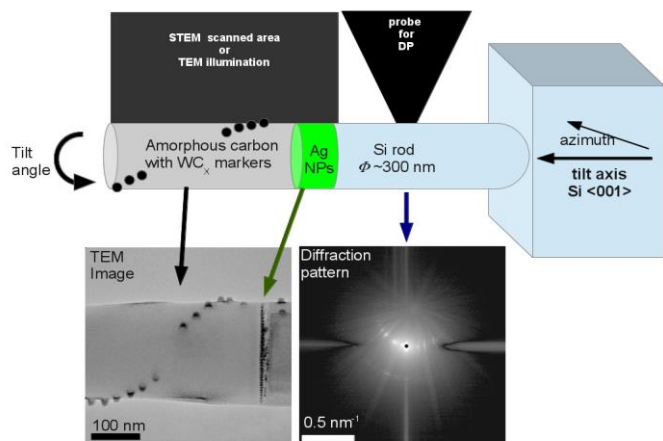 STEM scanned area
or
TEM illumination
probe
for
DP
Tilt
angle
Amorphous carbon
with WCₓ markers
Ag
NPs
Si rod
Φ ~300 nm
azimuth
tilt axis
Si <001>
TEM
Image
100 nm
Diffraction
pattern
0.5 nm⁻¹